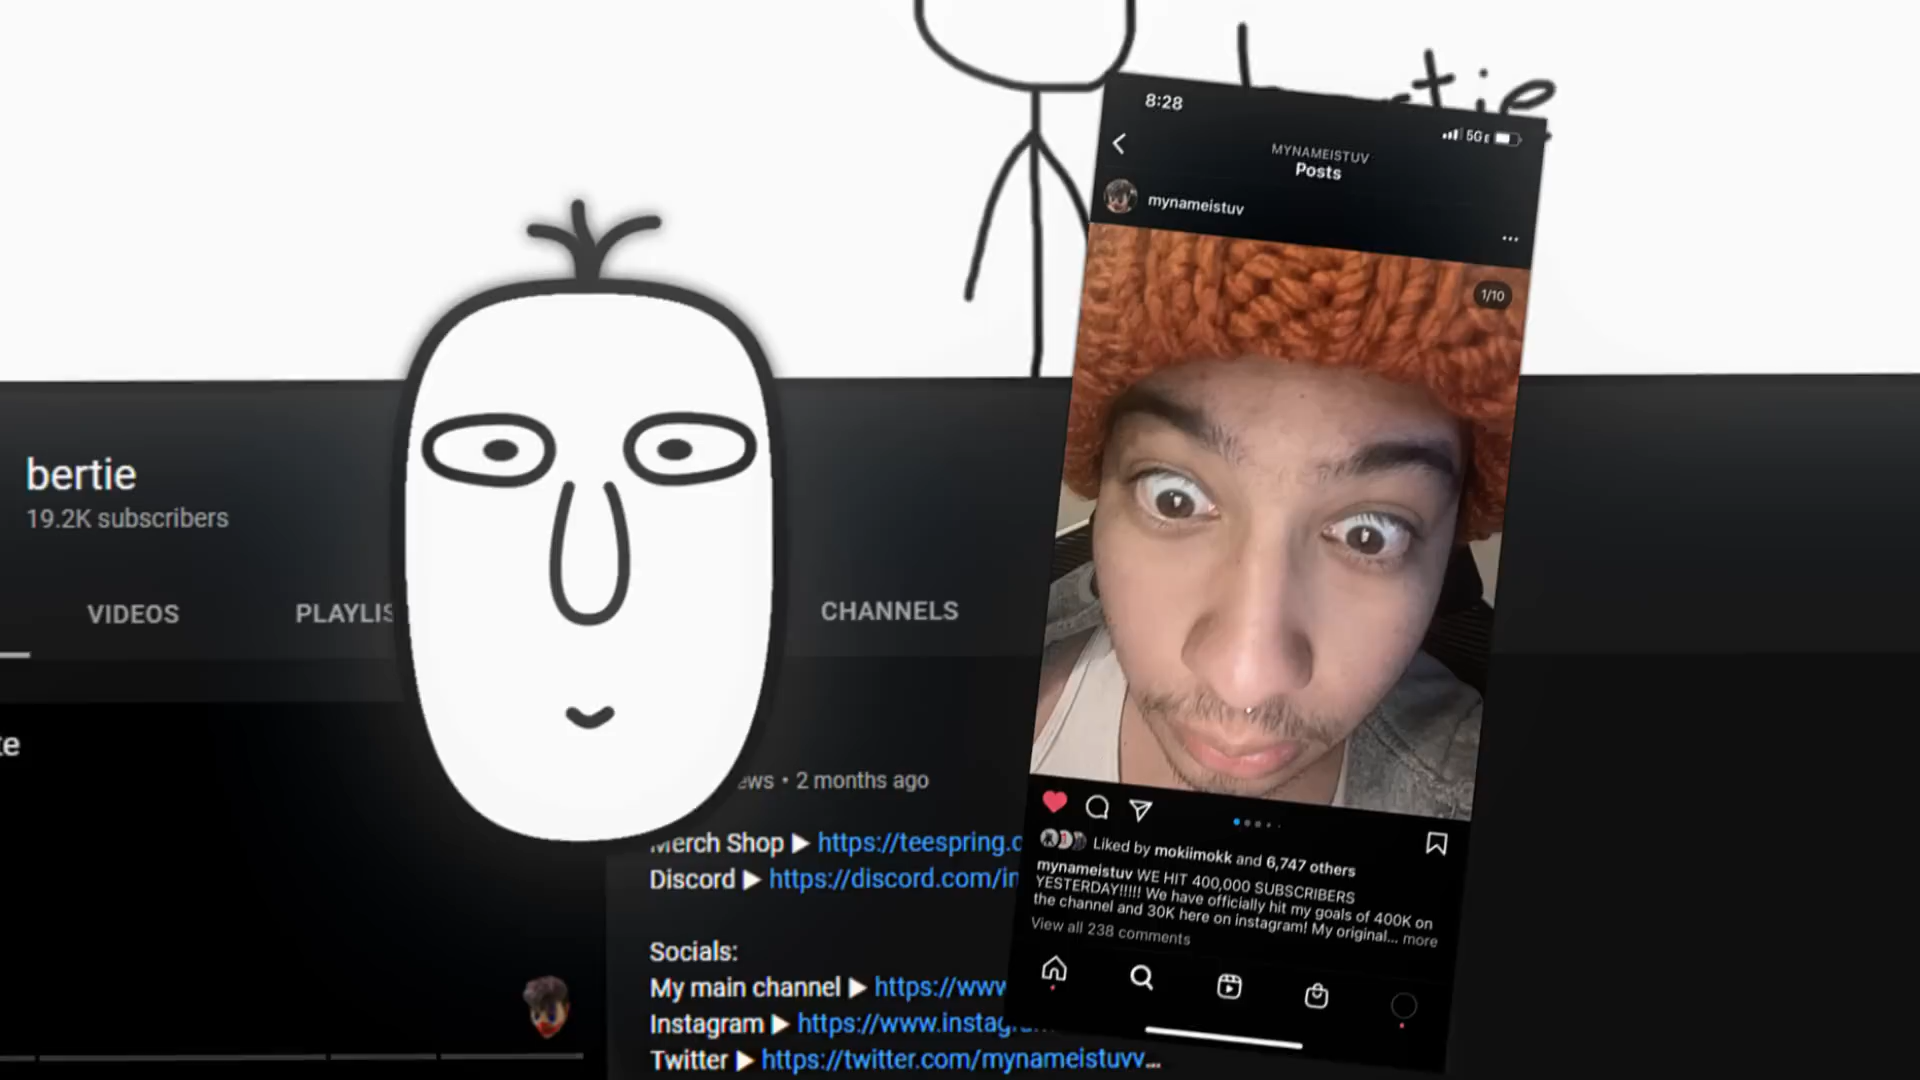 8:28
5G E
MYNAMEISTUV
Posts
mynameistuv
1/10
bertie
19.2K subscribers
VIDEOS
CHANNELS
2 months ago
Merch Shop ▶ https://teespring.c
Discord ▶ https://discord.com/in
Socials:
My main channel ▶ https://www
Instagram ▶ https://www.instagram
Twitter ▶ https://twitter.com/mynameistuvv...
Liked by mokiimokk and 6,747 others
mynameistuv WE HIT 400,000 SUBSCRIBERS
YESTERDAY!!!!! We have officially hit my goals of 400K on
the channel and 30K here on instagram! My original... more
View all 238 comments